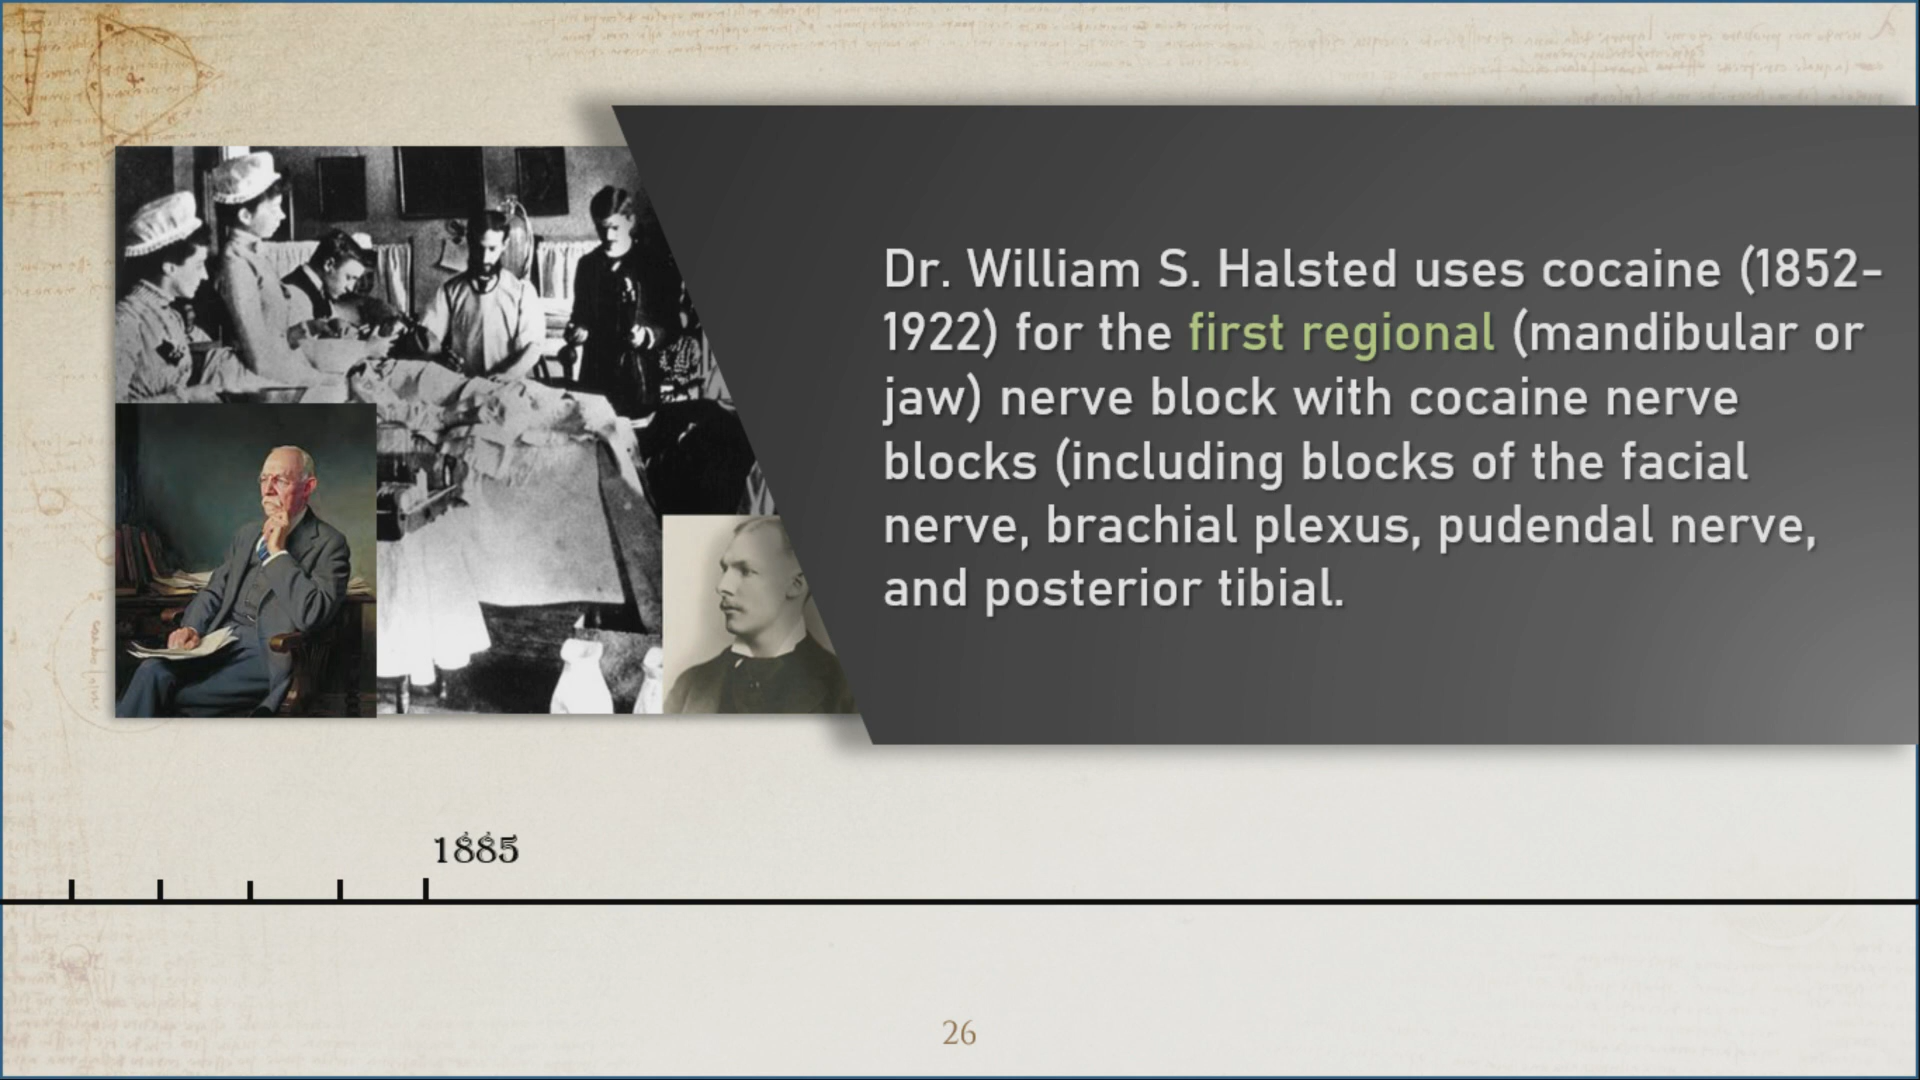 Dr. William S. Halsted uses cocaine (1852-
1922) for the first regional (mandibular or
jaw) nerve block with cocaine nerve
blocks (including blocks of the facial
nerve, brachial plexus, pudendal nerve,
and posterior tibial.
1885
26